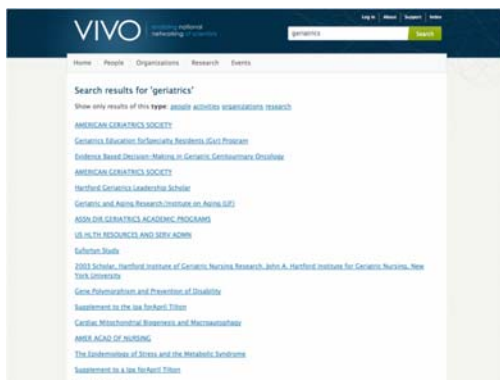 VIVO enabling national
networking of scientists
Log in About Support Index
geriatrics Search
Home People Organizations Research Events
Search results for 'geriatrics'
Show only results of this type: people activities organizations research
AMERICAN GERIATRICS SOCIETY
Geriatrics Education forSpecialty Residents (Gsr) Program
Evidence Based Decision-Making in Geriatric Genitourinary Oncology
AMERICAN GERIATRICS SOCIETY
Hartford Geriatrics Leadership Scholar
Geriatric and Aging Research/Institute on Aging (UF)
ASSN DIR GERIATRICS ACADEMIC PROGRAMS
US HLTH RESOURCES AND SERV ADMN
Study
2003 Scholar, Hartford Institute of Geriatric Nursing Research, John A. Hartford Institute for Geriatric Nursing, New
York University
Gene Polymorphism and Prevention of Disability
Supplement to the ipa forApril Tilton
Cardiac Mitochondrial Biogenesis and Macroautophagy
AMER ACAD OF NURSING
The Epidemiology of Stress and the Metabolic Syndrome
Supplement to a ipa forApril Tilton